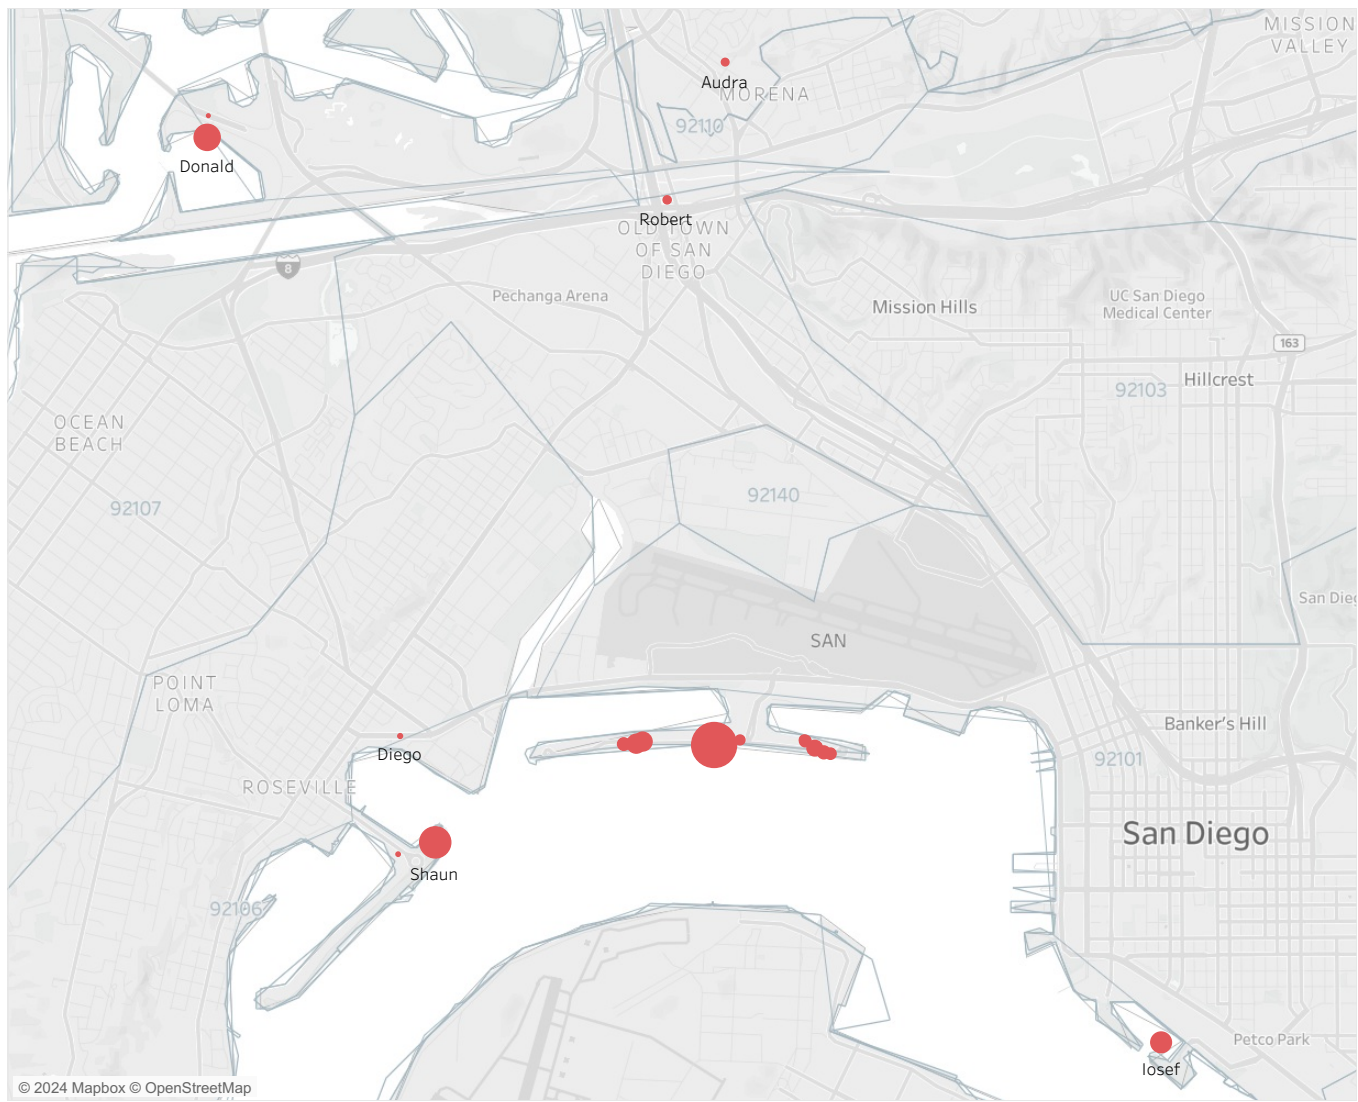 MISSION
VALLEY
Audra
MORENA
92110
Donald
Robert
OLD TOWN
OF SAN
DIEGO
8
Pechanga Arena
Mission Hills
UC San Diego
Medical Center
163
Hillcrest
92103
OCEAN
BEACH
92107
92140
San Dieg
SAN
POINT
LOMA
Banker's Hill
Diego
92101
ROSEVILLE
San Diego
Shaun
92106
Petco Park
Iosef
© 2024 Mapbox © OpenStreetMap